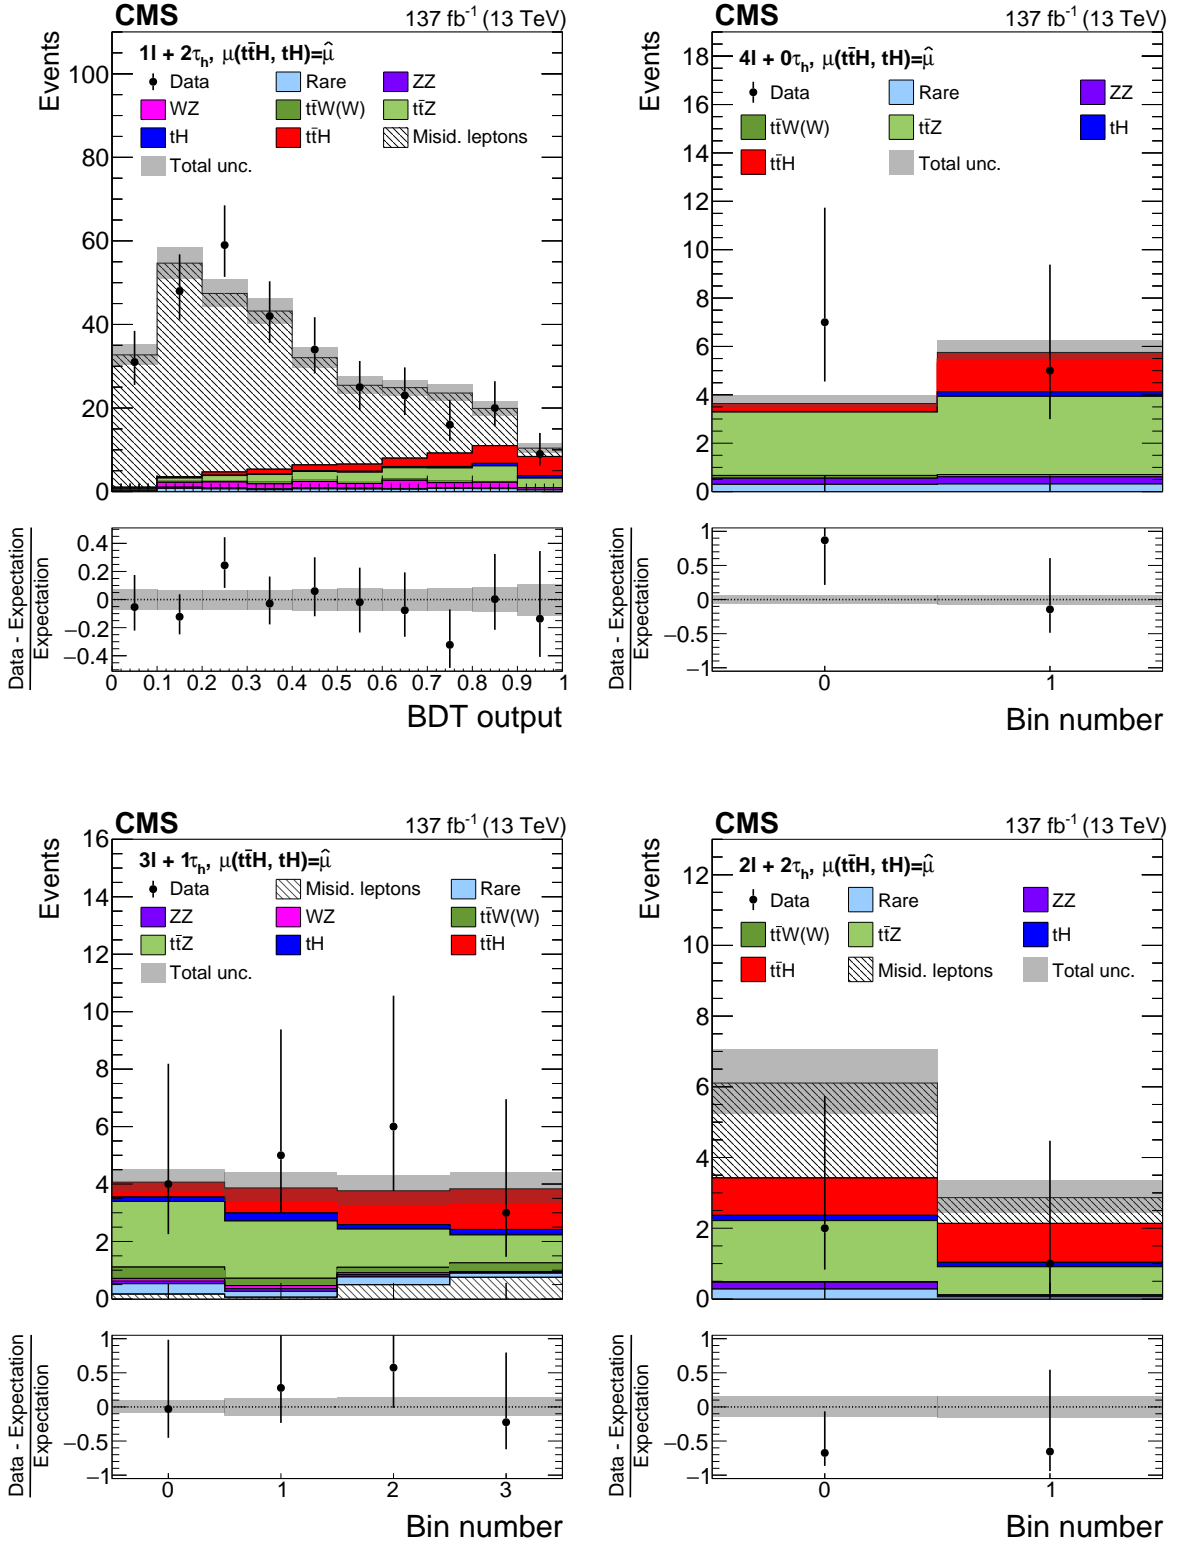 CMS 137 fb⁻¹ (13 TeV)
Events
1l + 2τₕ, μ(tt̄H, tH)=μ̂
Data Rare ZZ
WZ tt̄W(W) tt̄Z
tH tt̄H Misid. leptons
Total unc.
100
80
60
40
20
0
Data - Expectation
Expectation
0.4
0.2
0
−0.2
−0.4
0 0.1 0.2 0.3 0.4 0.5 0.6 0.7 0.8 0.9 1
BDT output
CMS 137 fb⁻¹ (13 TeV)
Events
4l + 0τₕ, μ(tt̄H, tH)=μ̂
Data Rare ZZ
tt̄W(W) tt̄Z tH
tt̄H Total unc.
18
16
14
12
10
8
6
4
2
0
Data - Expectation
Expectation
1
0.5
0
−0.5
−1
0 1
Bin number
CMS 137 fb⁻¹ (13 TeV)
Events
3l + 1τₕ, μ(tt̄H, tH)=μ̂
Data Misid. leptons Rare
ZZ WZ tt̄W(W)
tt̄Z tH tt̄H
Total unc.
16
14
12
10
8
6
4
2
0
Data - Expectation
Expectation
1
0.5
0
−0.5
−1
0 1 2 3
Bin number
CMS 137 fb⁻¹ (13 TeV)
Events
2l + 2τₕ, μ(tt̄H, tH)=μ̂
Data Rare ZZ
tt̄W(W) tt̄Z tH
tt̄H Misid. leptons Total unc.
12
10
8
6
4
2
0
Data - Expectation
Expectation
1
0.5
0
−0.5
−1
0 1
Bin number